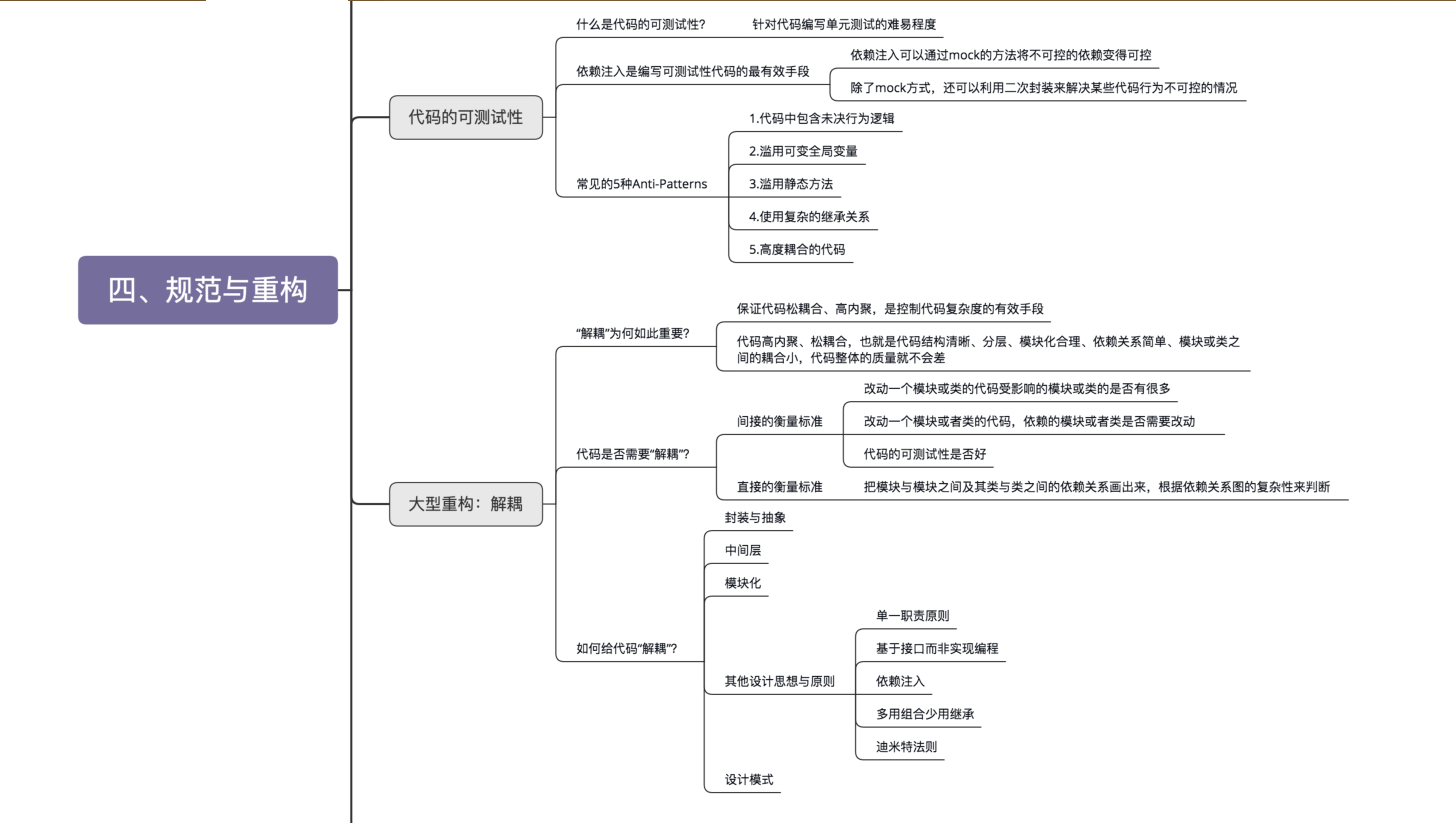 四、规范与重构
代码的可测试性
什么是代码的可测试性?
针对代码编写单元测试的难易程度
依赖注入是编写可测试性代码的最有效手段
依赖注入可以通过mock的方法将不可控的依赖变得可控
除了mock方式，还可以利用二次封装来解决某些代码行为不可控的情况
常见的5种Anti-Patterns
1.代码中包含未决行为逻辑
2.滥用可变全局变量
3.滥用静态方法
4.使用复杂的继承关系
5.高度耦合的代码
大型重构：解耦
“解耦”为何如此重要?
保证代码松耦合、高内聚，是控制代码复杂度的有效手段
代码高内聚、松耦合，也就是代码结构清晰、分层、模块化合理、依赖关系简单、模块或类之
间的耦合小，代码整体的质量就不会差
代码是否需要“解耦”?
间接的衡量标准
改动一个模块或类的代码受影响的模块或类的是否有很多
改动一个模块或者类的代码，依赖的模块或者类是否需要改动
代码的可测试性是否好
直接的衡量标准
把模块与模块之间及其类与类之间的依赖关系画出来，根据依赖关系图的复杂性来判断
如何给代码“解耦”?
封装与抽象
中间层
模块化
其他设计思想与原则
单一职责原则
基于接口而非实现编程
依赖注入
多用组合少用继承
迪米特法则
设计模式